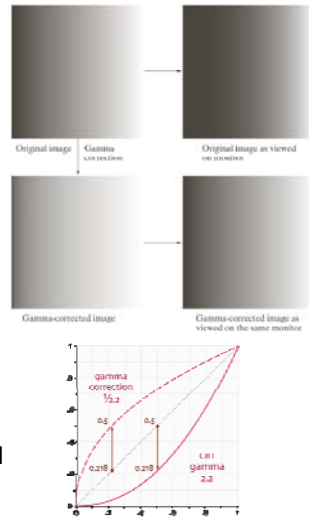 Original image
Gamma
correction
Original image as viewed
on monitor
Gamma-corrected image
Gamma-corrected image as
viewed on the same monitor
gamma
correction
1/2.2
0.5
0.5
0.218
0.218
CRT
gamma
2.2